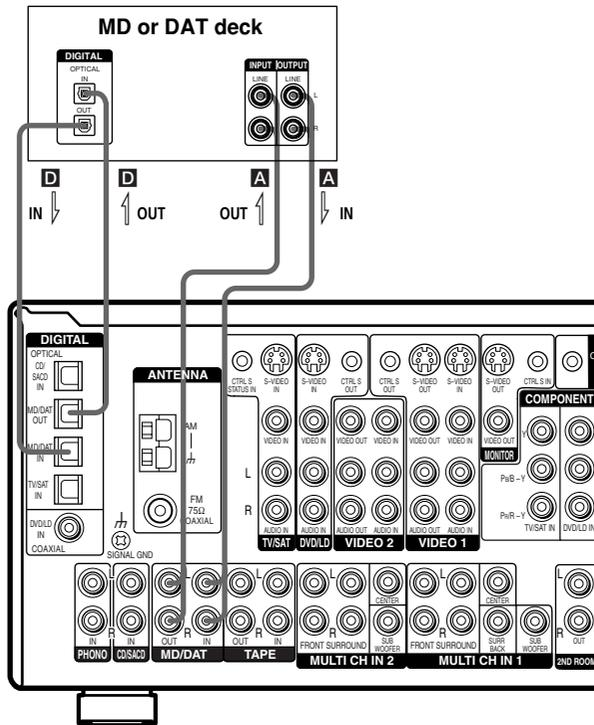 MD or DAT deck
DIGITAL
OPTICAL
IN
OUT
INPUT OUTPUT
LINE LINE
L
R
D D A A
IN OUT OUT IN
DIGITAL
OPTICAL
CD/
SACD
IN
MD/DAT
OUT
MD/DAT
IN
TV/SAT
IN
DVD/LD
IN
COAXIAL
ANTENNA
AM
FM
75Ω
COAXIAL
SIGNAL GND
CTRL S
STATUS IN
S-VIDEO
IN
S-VIDEO
IN
CTRL S
OUT
CTRL S
OUT
S-VIDEO
OUT
S-VIDEO
IN
S-VIDEO
OUT
CTRL S IN
VIDEO IN VIDEO IN VIDEO OUT VIDEO IN VIDEO OUT VIDEO IN VIDEO OUT
MONITOR
L
R
AUDIO IN AUDIO IN AUDIO OUT AUDIO IN AUDIO OUT AUDIO IN
TV/SAT DVD/LD VIDEO 2 VIDEO 1
COMPONENT
Y
PB/B –Y
PR/R –Y
TV/SAT IN DVD/LD IN
L L L L L L
CENTER CENTER
R R R R R R
IN IN OUT IN OUT IN FRONT SURROUND SUB
WOOFER
FRONT SURROUND SURR
BACK
SUB
WOOFER
OUT
PHONO CD/SACD MD/DAT TAPE MULTI CH IN 2 MULTI CH IN 1 2ND ROOM